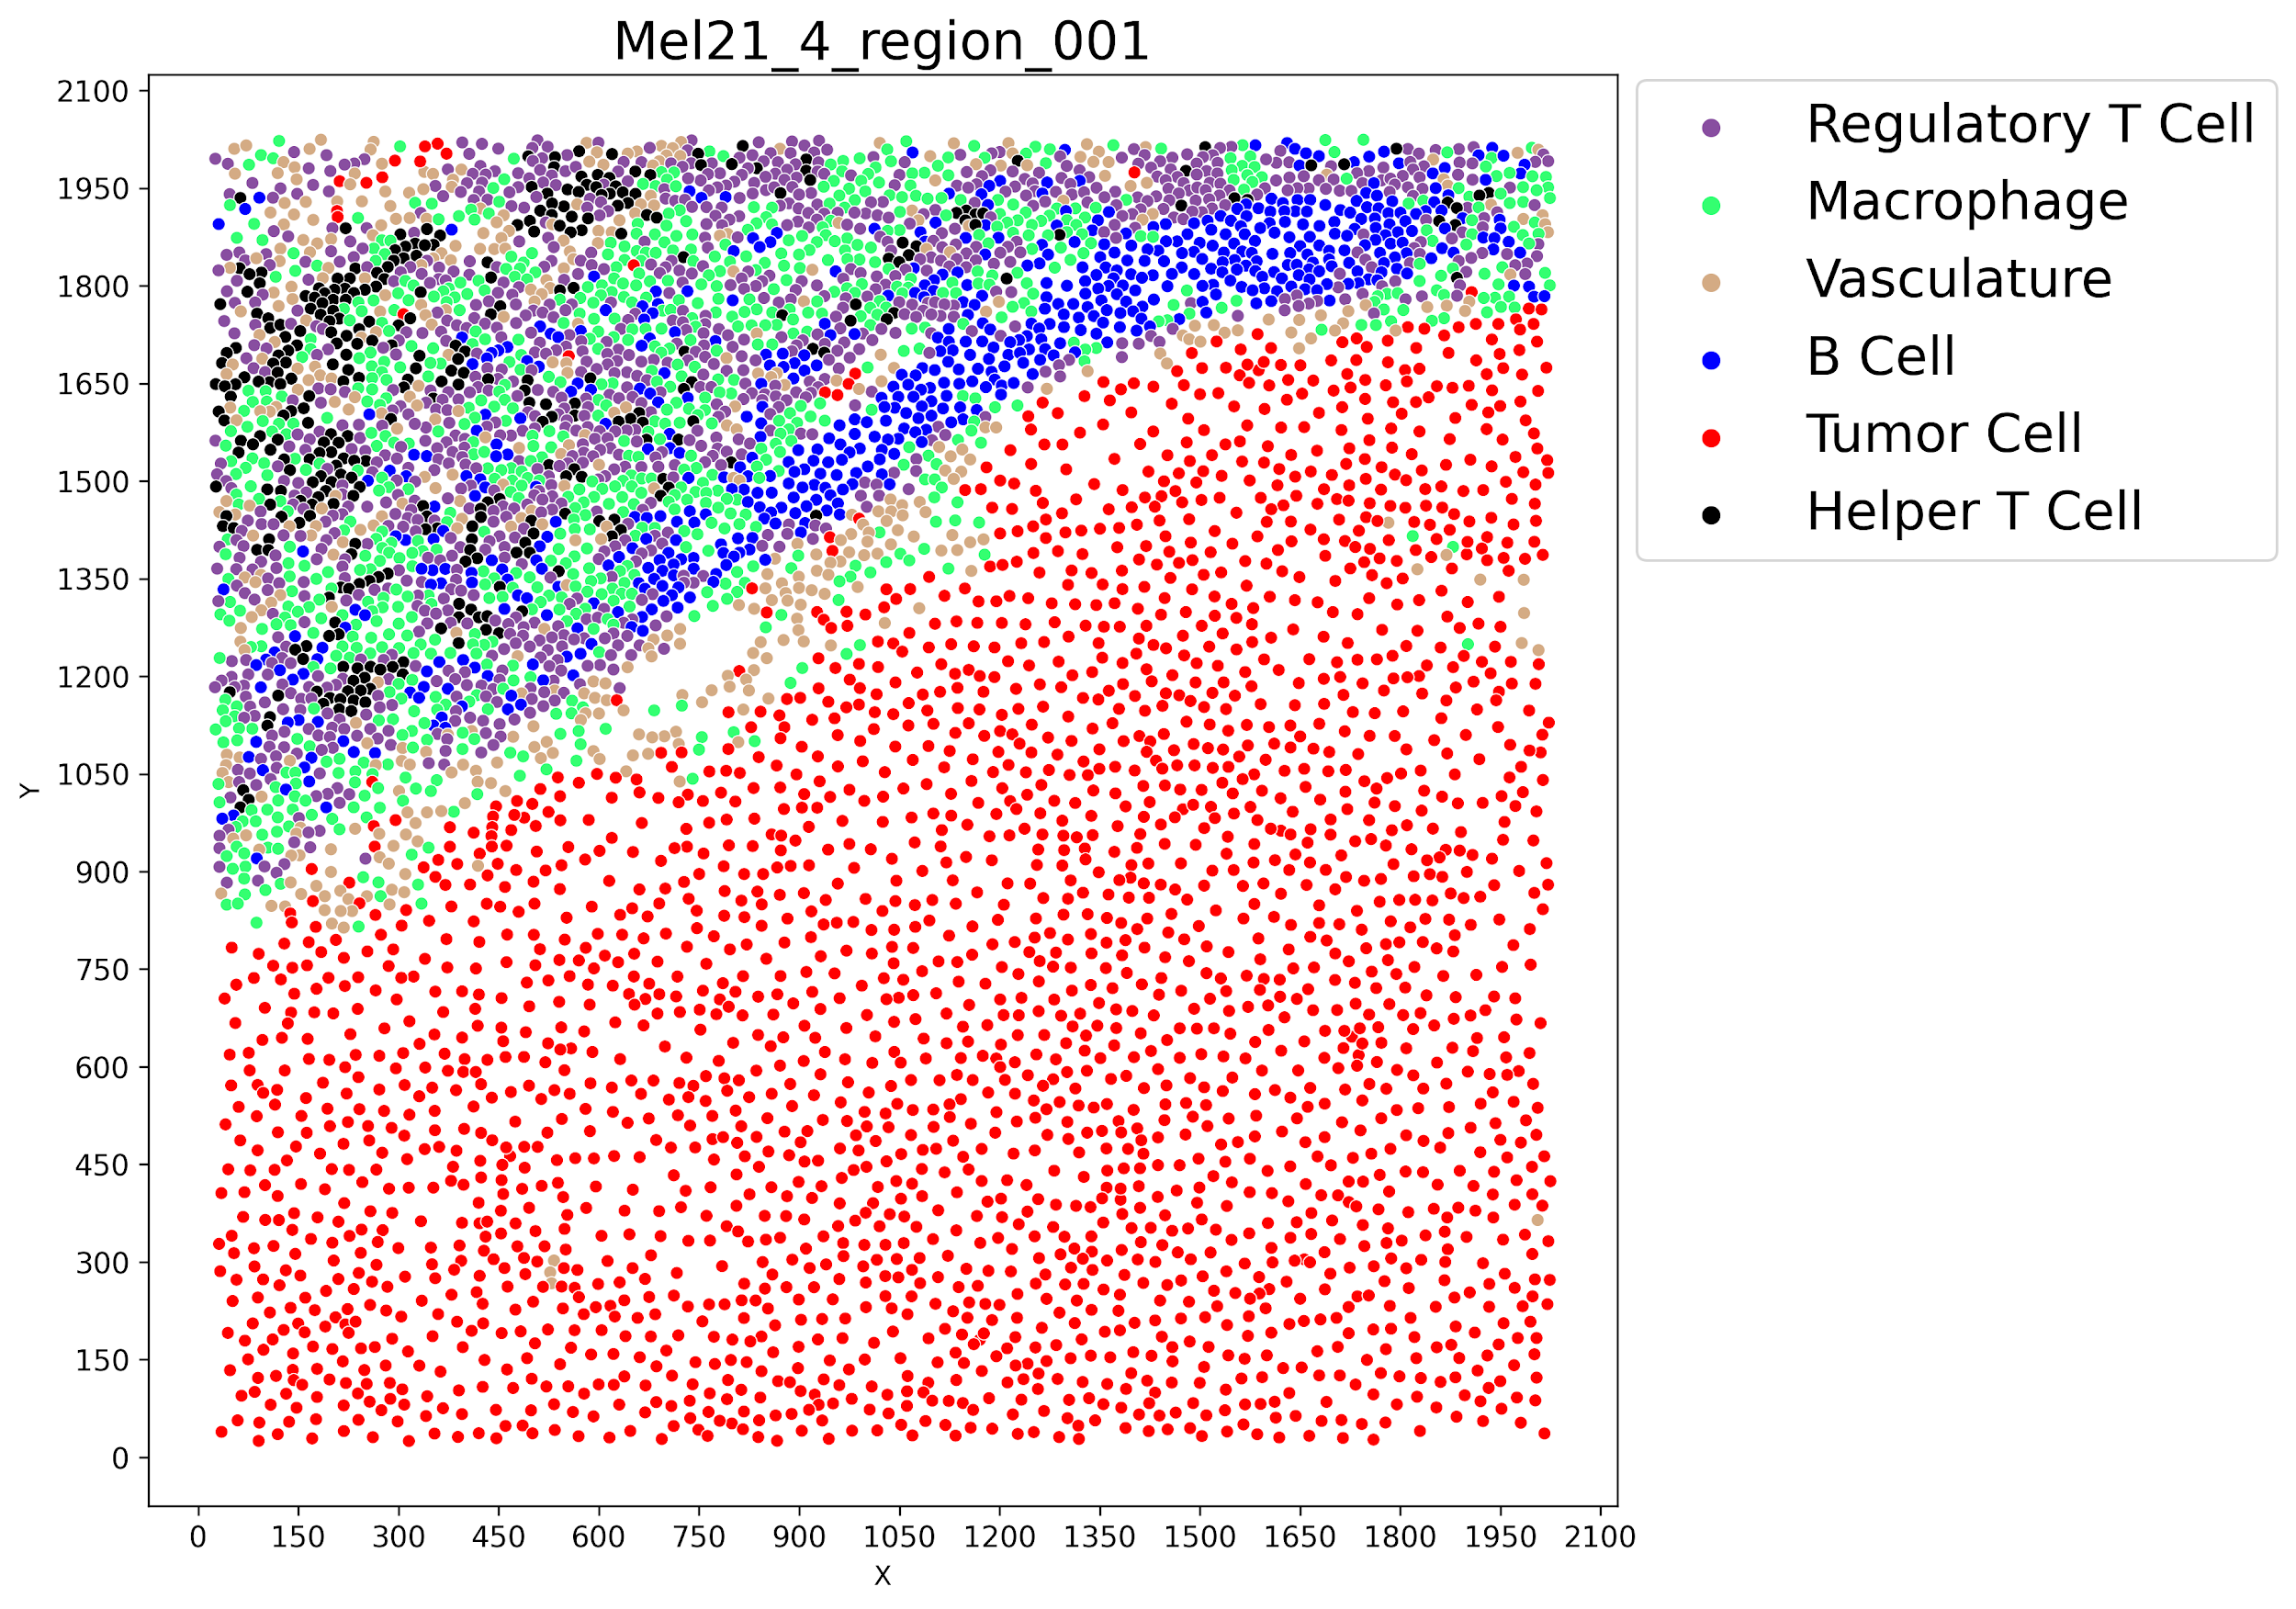 Mel21_4_region_001
2100
1950
1800
1650
1500
1350
1200
1050
900
750
600
450
300
150
0
Y
0 150 300 450 600 750 900 1050 1200 1350 1500 1650 1800 1950 2100
X
Regulatory T Cell
Macrophage
Vasculature
B Cell
Tumor Cell
Helper T Cell